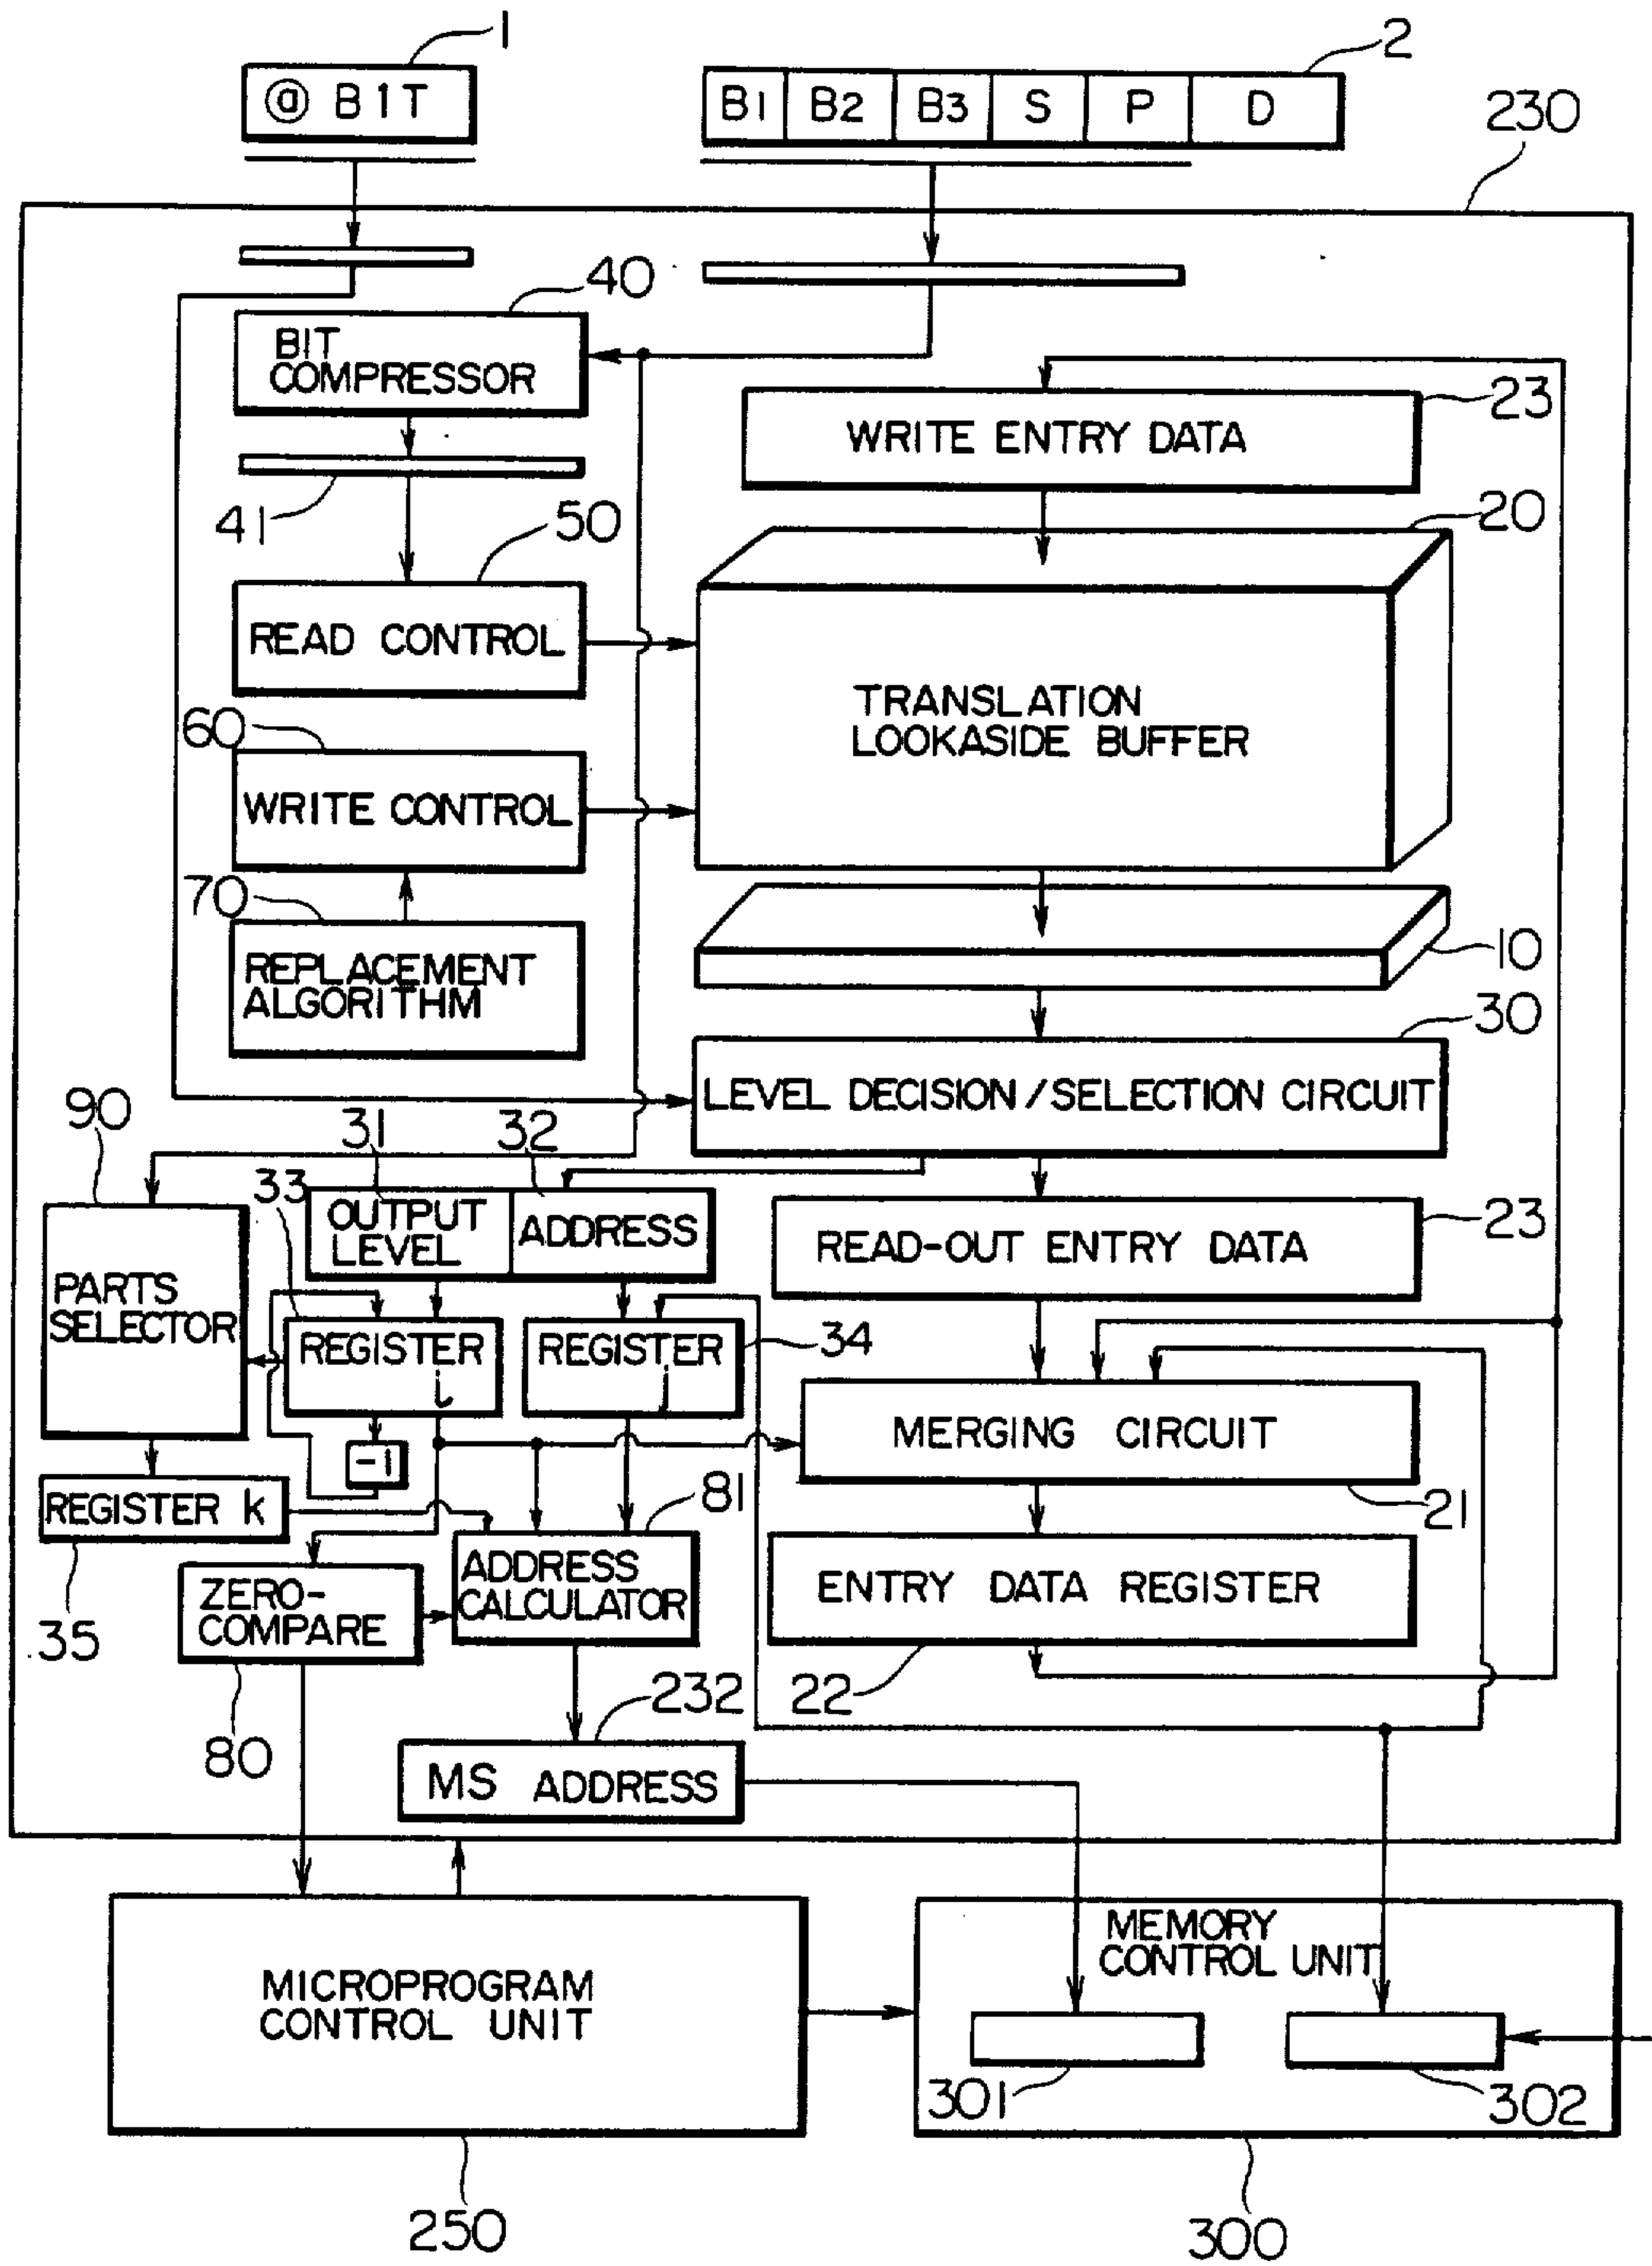 1
2
@ BIT
B1 B2 B3 S P D
230
40
BIT
COMPRESSOR
23
WRITE ENTRY DATA
41
50
20
READ CONTROL
TRANSLATION
LOOKASIDE BUFFER
60
WRITE CONTROL
70
REPLACEMENT
ALGORITHM
10
30
LEVEL DECISION/SELECTION CIRCUIT
90
31
32
33
OUTPUT
LEVEL
ADDRESS
23
READ-OUT ENTRY DATA
PARTS
SELECTOR
REGISTER
i
REGISTER
j
34
MERGING CIRCUIT
-1
REGISTER k
81
21
35
ZERO-
COMPARE
ADDRESS
CALCULATOR
ENTRY DATA REGISTER
80
232
22
MS ADDRESS
MICROPROGRAM
CONTROL UNIT
MEMORY
CONTROL UNIT
301
302
250
300